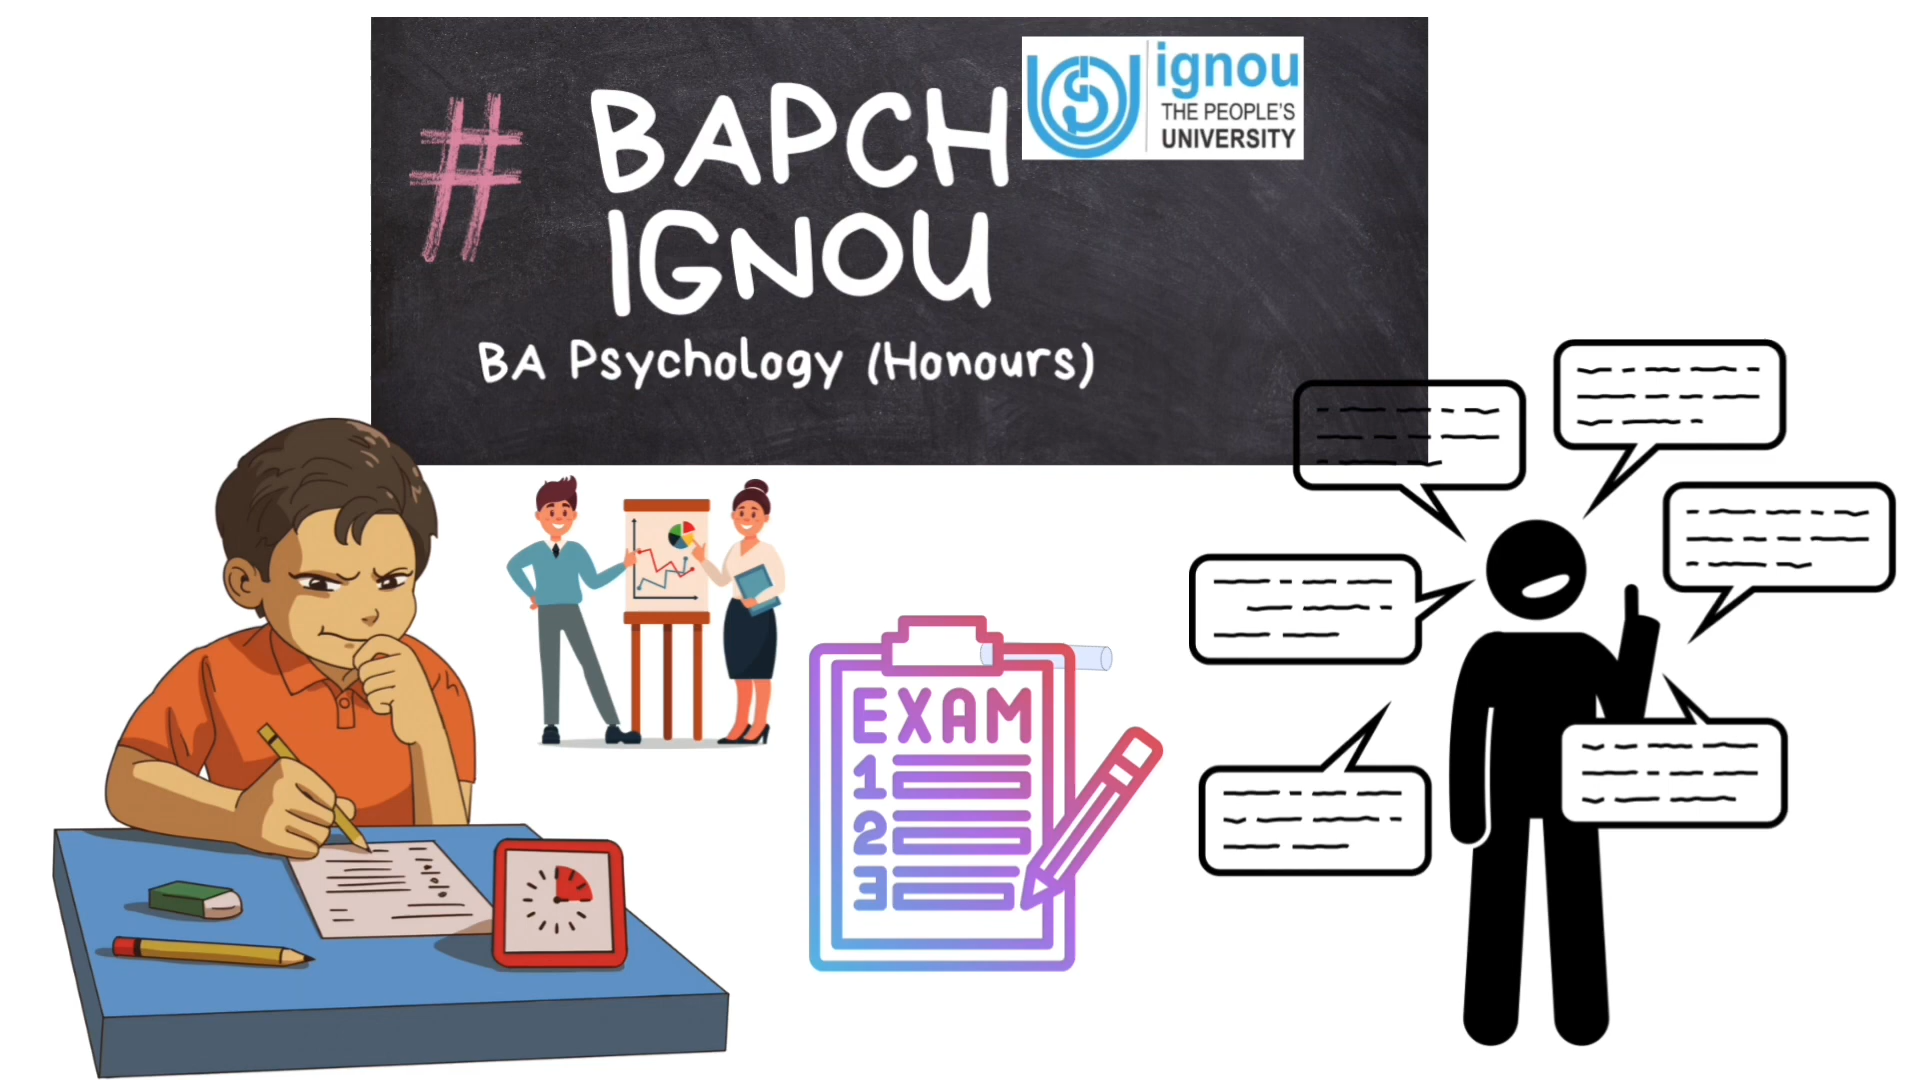 # BAPCH
IGNOU
BA Psychology (Honours)
ignou
THE PEOPLE'S
UNIVERSITY
EXAM
1
2
3